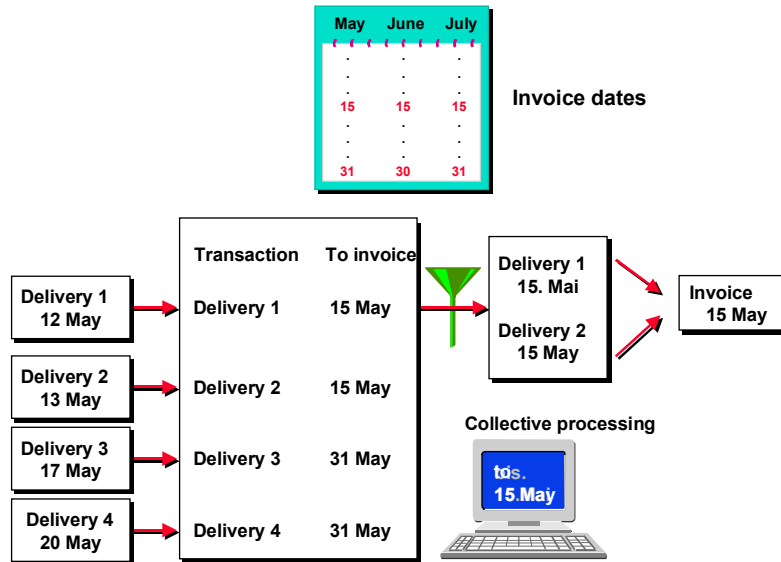 May June July
15 15 15
31 30 31
Invoice dates
Transaction To invoice
Delivery 1 15 May
Delivery 2 15 May
Delivery 3 31 May
Delivery 4 31 May
Delivery 1
12 May
Delivery 2
13 May
Delivery 3
17 May
Delivery 4
20 May
Delivery 1
15. Mai
Delivery 2
15 May
Invoice
15 May
Collective processing
15.May